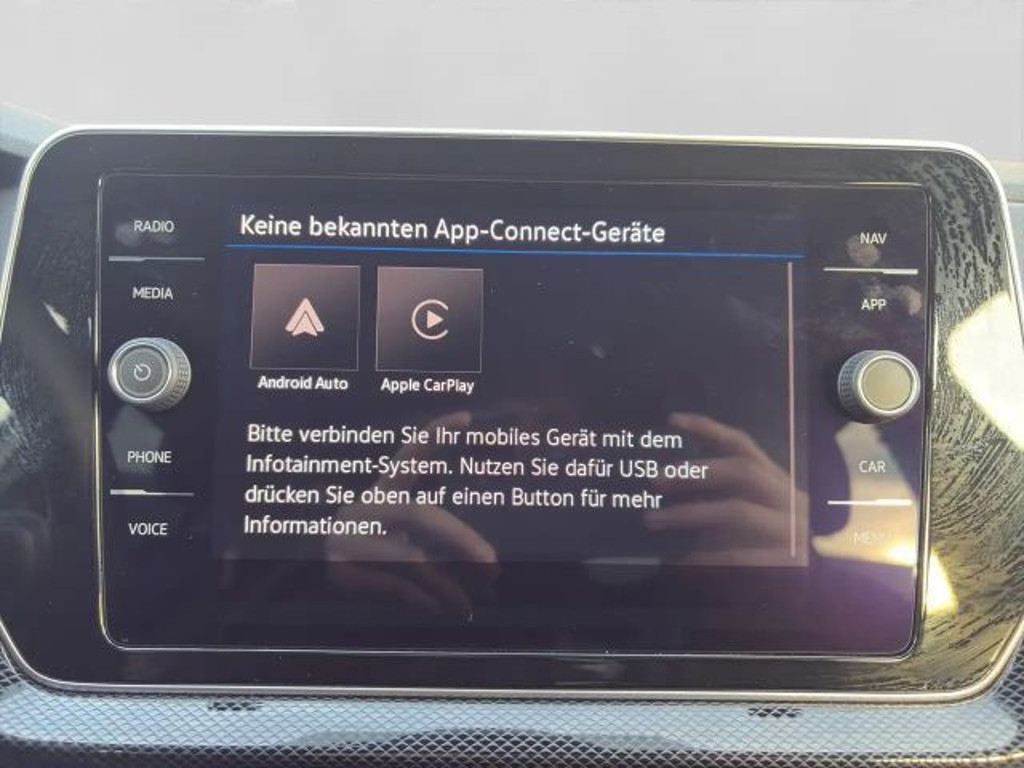 RADIO
MEDIA
PHONE
VOICE
Keine bekannten App-Connect-Geräte
Android Auto
Apple CarPlay
Bitte verbinden Sie Ihr mobiles Gerät mit dem
Infotainment-System. Nutzen Sie dafür USB oder
drücken Sie oben auf einen Button für mehr
Informationen.
NAV
APP
CAR
MENU